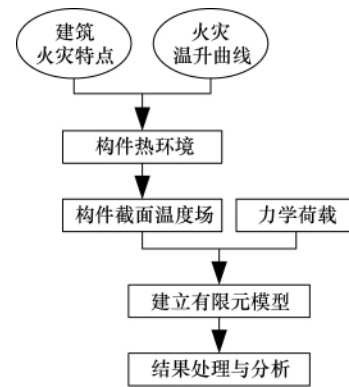 建筑
火灾特点
火灾
温升曲线
构件热环境
构件截面温度场
力学荷载
建立有限元模型
结果处理与分析